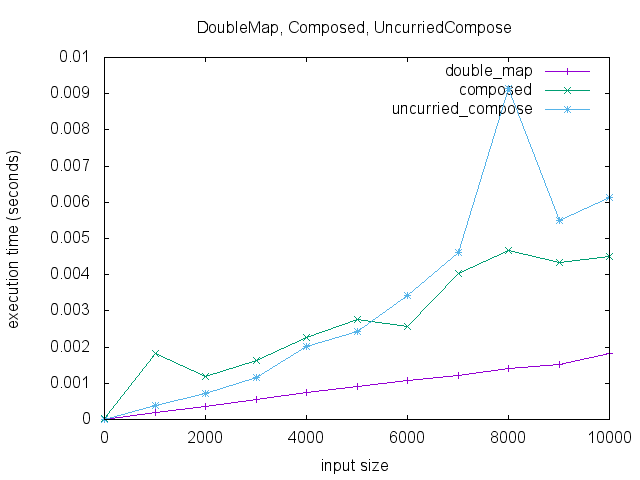 DoubleMap, Composed, UncurriedCompose
0.01
0.009
0.008
0.007
0.006
0.005
0.004
0.003
0.002
0.001
0
execution time (seconds)
double_map
composed
uncurried_compose
0 2000 4000 6000 8000 10000
input size